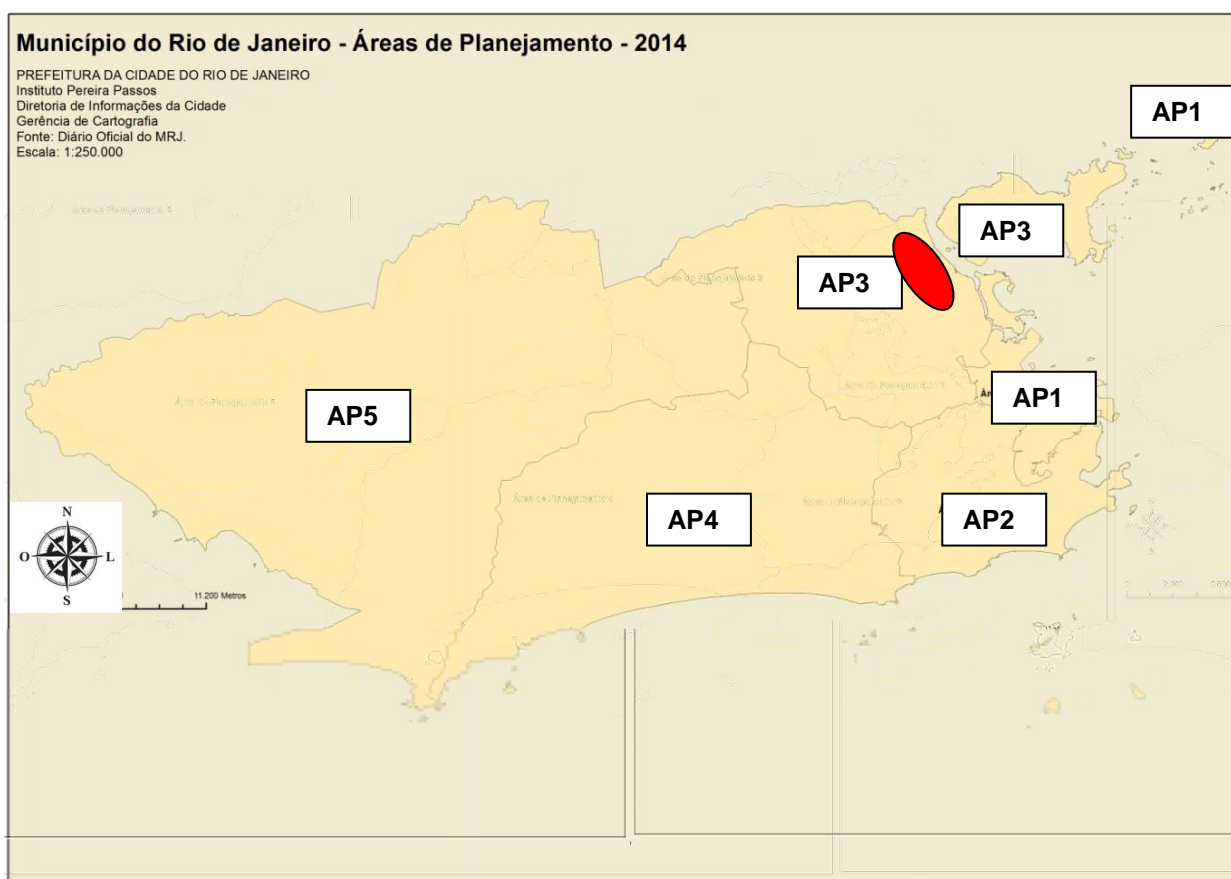 Município do Rio de Janeiro - Áreas de Planejamento - 2014
PREFEITURA DA CIDADE DO RIO DE JANEIRO
Instituto Pereira Passos
Diretoria de Informações da Cidade
Gerência de Cartografia
Fonte: Diário Oficial do MRJ.
Escala: 1:250.000
AP1
AP3
AP3
AP1
AP5
AP4
AP2
N
O
L
S
11.200 Metros